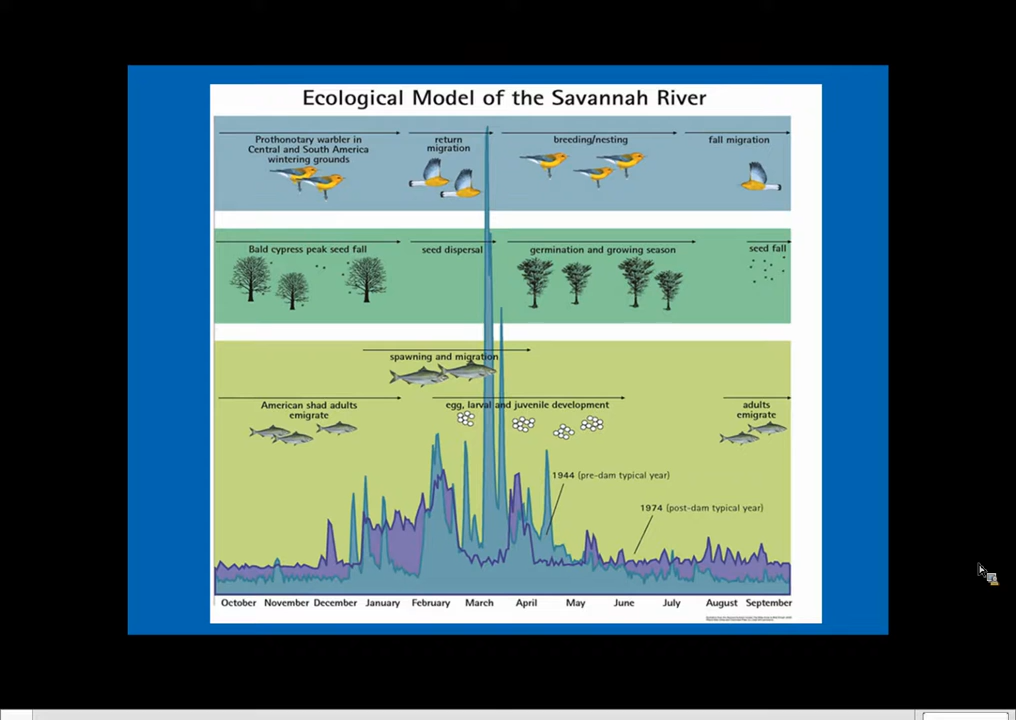 Ecological Model of the Savannah River
Prothonotary warbler in
Central and South America
wintering grounds
return
migration
breeding/nesting
fall migration
Bald cypress peak seed fall
seed dispersal
germination and growing season
seed fall
spawning and migration
American shad adults
emigrate
egg, larval and juvenile development
adults
emigrate
1944 (pre-dam typical year)
1974 (post-dam typical year)
October November December January February March April May June July August September